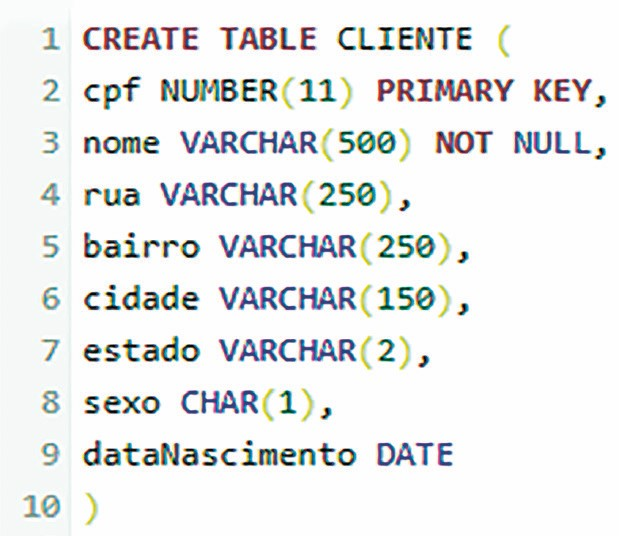 1 CREATE TABLE CLIENTE (
2 cpf NUMBER(11) PRIMARY KEY,
3 nome VARCHAR(500) NOT NULL,
4 rua VARCHAR(250),
5 bairro VARCHAR(250),
6 cidade VARCHAR(150),
7 estado VARCHAR(2),
8 sexo CHAR(1),
9 dataNascimento DATE
10 )